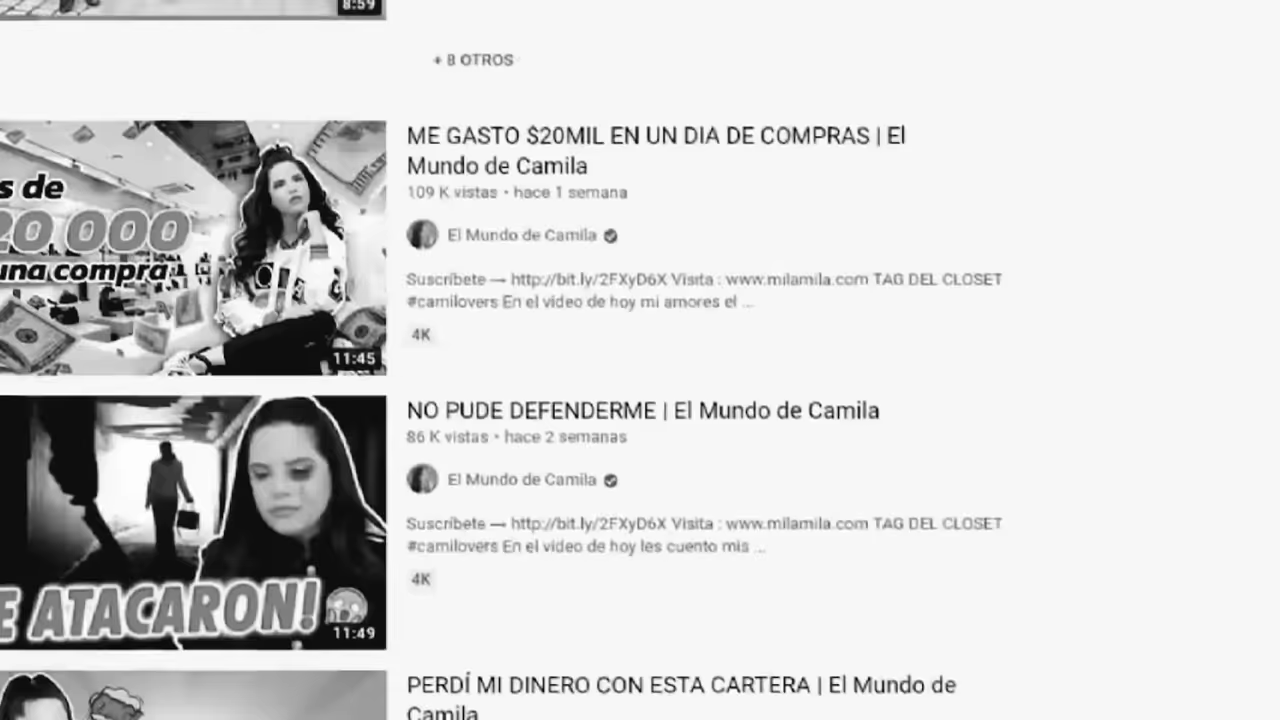 8:59
+ 8 OTROS
s de
20 000
una compra
11:45
ME GASTO $20MIL EN UN DIA DE COMPRAS | El
Mundo de Camila
109 K vistas • hace 1 semana
El Mundo de Camila
Suscríbete → http://bit.ly/2FXyD6X Visita : www.milamila.com TAG DEL CLOSET
#camilovers En el video de hoy mi amores el ...
4K
E ATACARON!
11:49
NO PUDE DEFENDERME | El Mundo de Camila
86 K vistas • hace 2 semanas
El Mundo de Camila
Suscríbete → http://bit.ly/2FXyD6X Visita : www.milamila.com TAG DEL CLOSET
#camilovers En el video de hoy les cuento mis ...
4K
PERDÍ MI DINERO CON ESTA CARTERA | El Mundo de
Camila